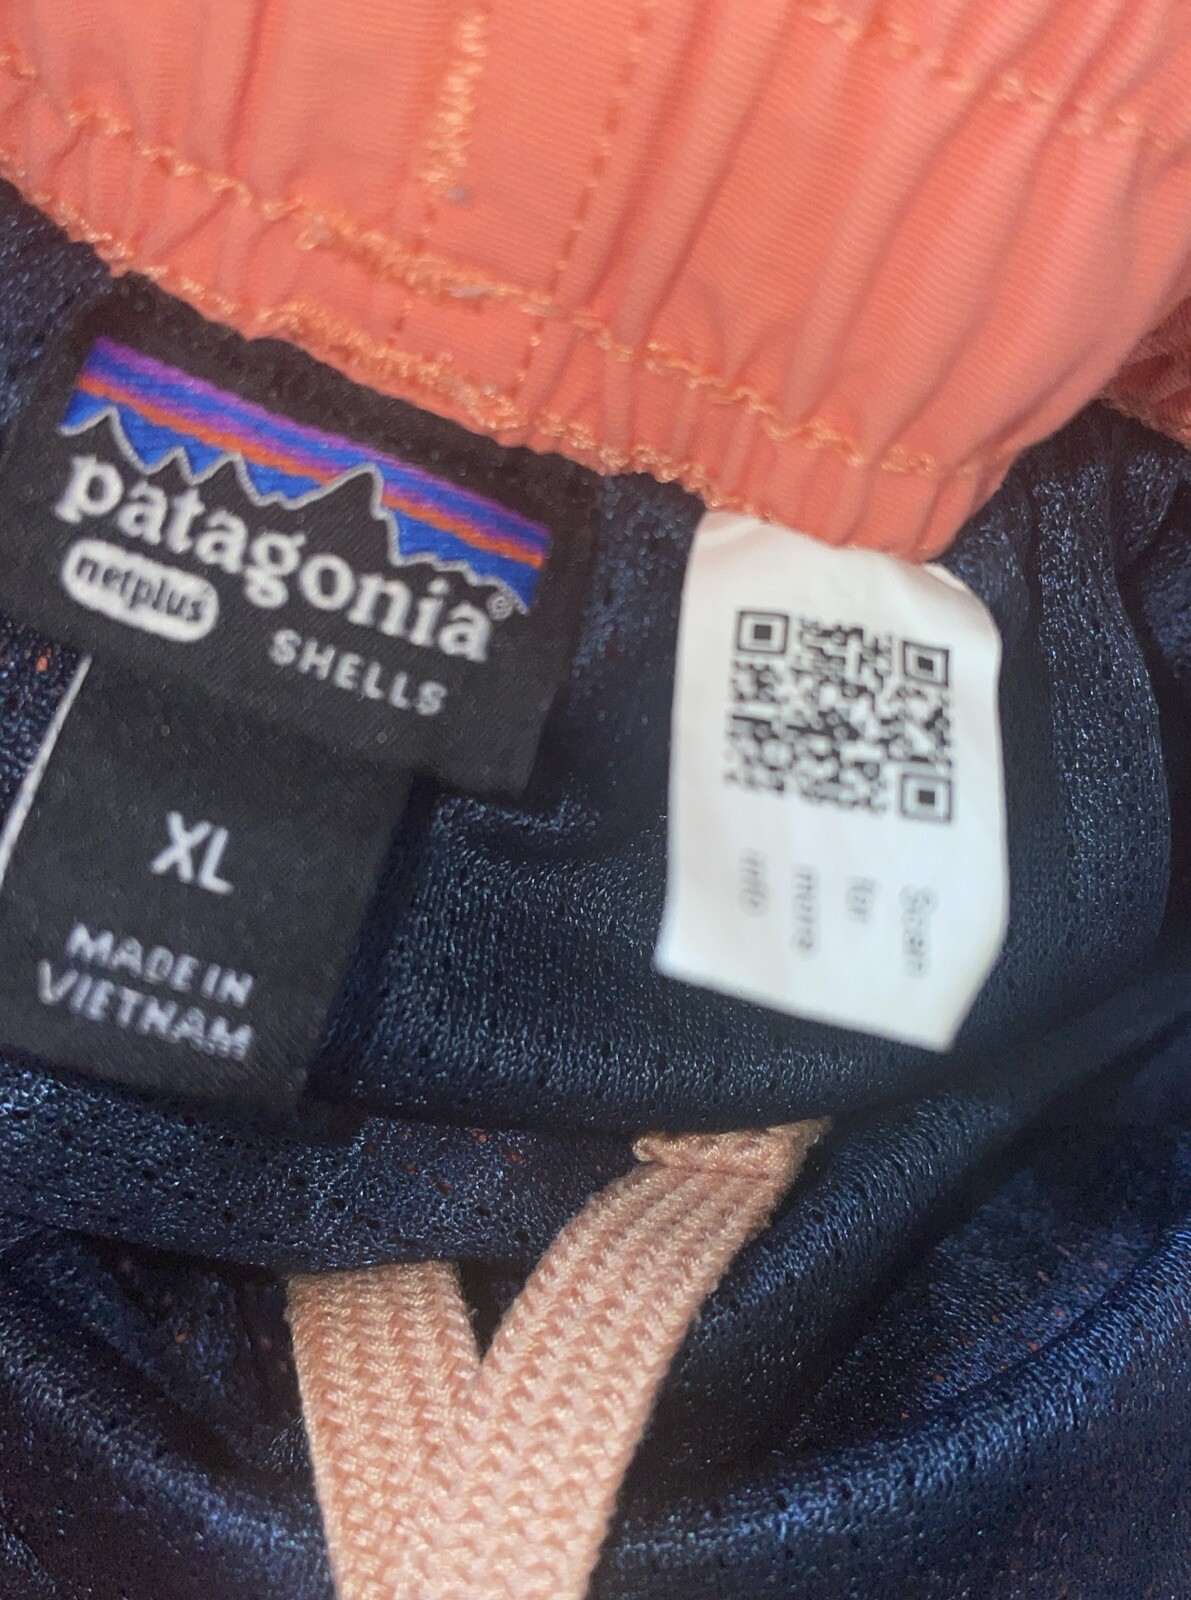 patagonia®
netplus®
SHELLS
XL
MADE IN
VIETNAM
Scan
for
more
info